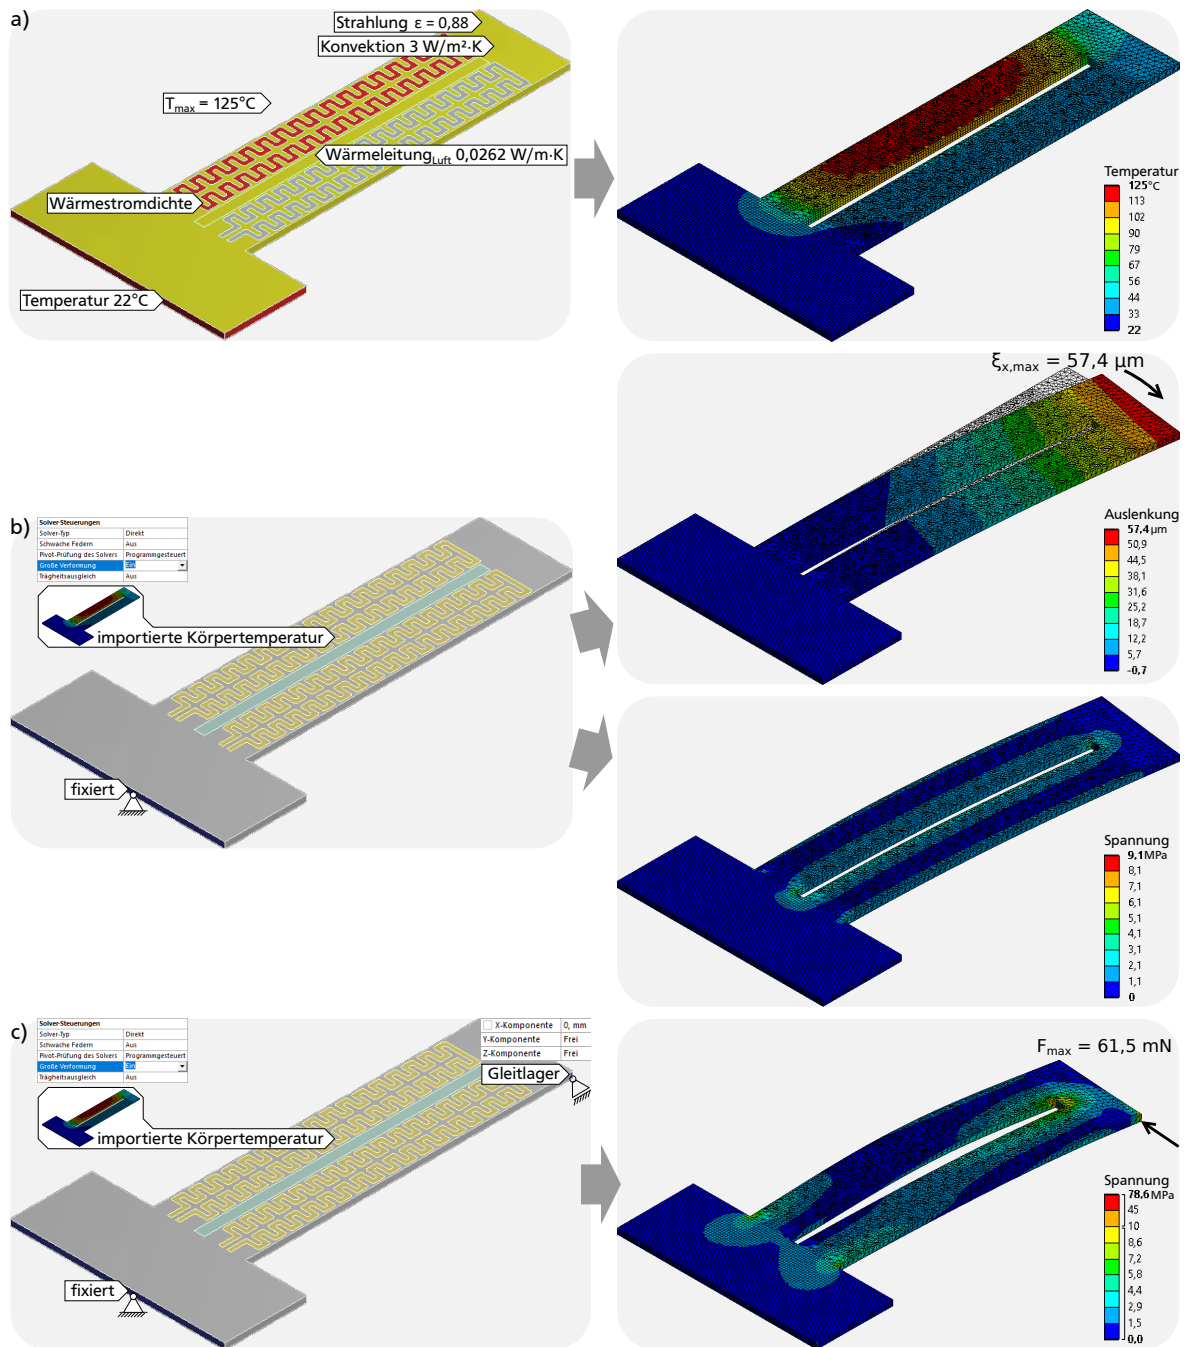 a)
Strahlung ε = 0,88
Konvektion 3 W/m²·K
Tmax = 125°C
WärmeleitungLuft 0,0262 W/m·K
Wärmestromdichte
Temperatur 22°C
Temperatur
125°C
113
102
90
79
67
56
44
33
22
ξx,max = 57,4 µm
Auslenkung
57,4 µm
50,9
44,5
38,1
31,6
25,2
18,7
12,2
5,7
-0,7
b)
Solver-Steuerungen
Solver-Typ Direkt
Schwache Federn Aus
Pivot-Prüfung des Solvers Programmgesteuert
Große Verformung Ein
Trägheitsausgleich Aus
importierte Körpertemperatur
fixiert
Spannung
9,1 MPa
8,1
7,1
6,1
5,1
4,1
3,1
2,1
1,1
0
c)
Solver-Steuerungen
Solver-Typ Direkt
Schwache Federn Aus
Pivot-Prüfung des Solvers Programmgesteuert
Große Verformung Ein
Trägheitsausgleich Aus
importierte Körpertemperatur
X-Komponente 0, mm
Y-Komponente Frei
Z-Komponente Frei
Gleitlager
fixiert
Fmax = 61,5 mN
Spannung
78,6 MPa
45
10
8,6
7,2
5,8
4,4
2,9
1,5
0,0